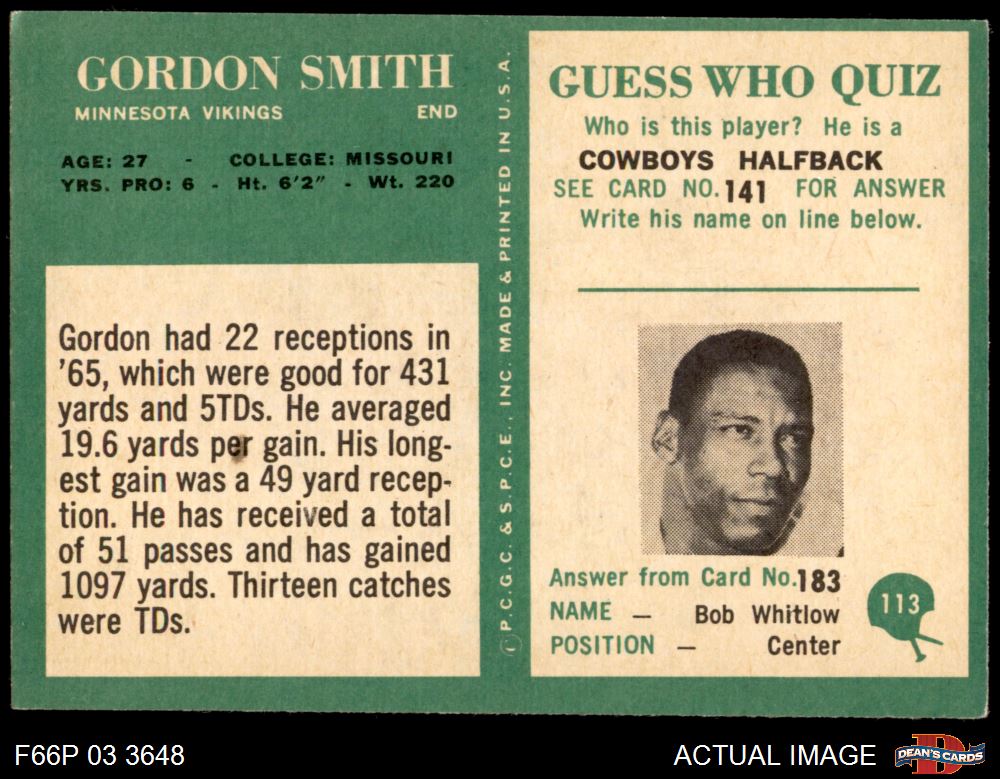 GORDON SMITH
MINNESOTA VIKINGS END
AGE: 27 - COLLEGE: MISSOURI
YRS. PRO: 6 - Ht. 6'2" - Wt. 220
Gordon had 22 receptions in
'65, which were good for 431
yards and 5TDs. He averaged
19.6 yards per gain. His long-
est gain was a 49 yard recep-
tion. He has received a total
of 51 passes and has gained
1097 yards. Thirteen catches
were TDs.
Ⓒ P.C.G.C. & S.P.C.E., INC. MADE & PRINTED IN U.S.A.
GUESS WHO QUIZ
Who is this player? He is a
COWBOYS HALFBACK
SEE CARD NO. 141 FOR ANSWER
Write his name on line below.
Answer from Card No. 183
NAME — Bob Whitlow
POSITION — Center
113
F66P 03 3648
ACTUAL IMAGE
DEAN'S CARDS